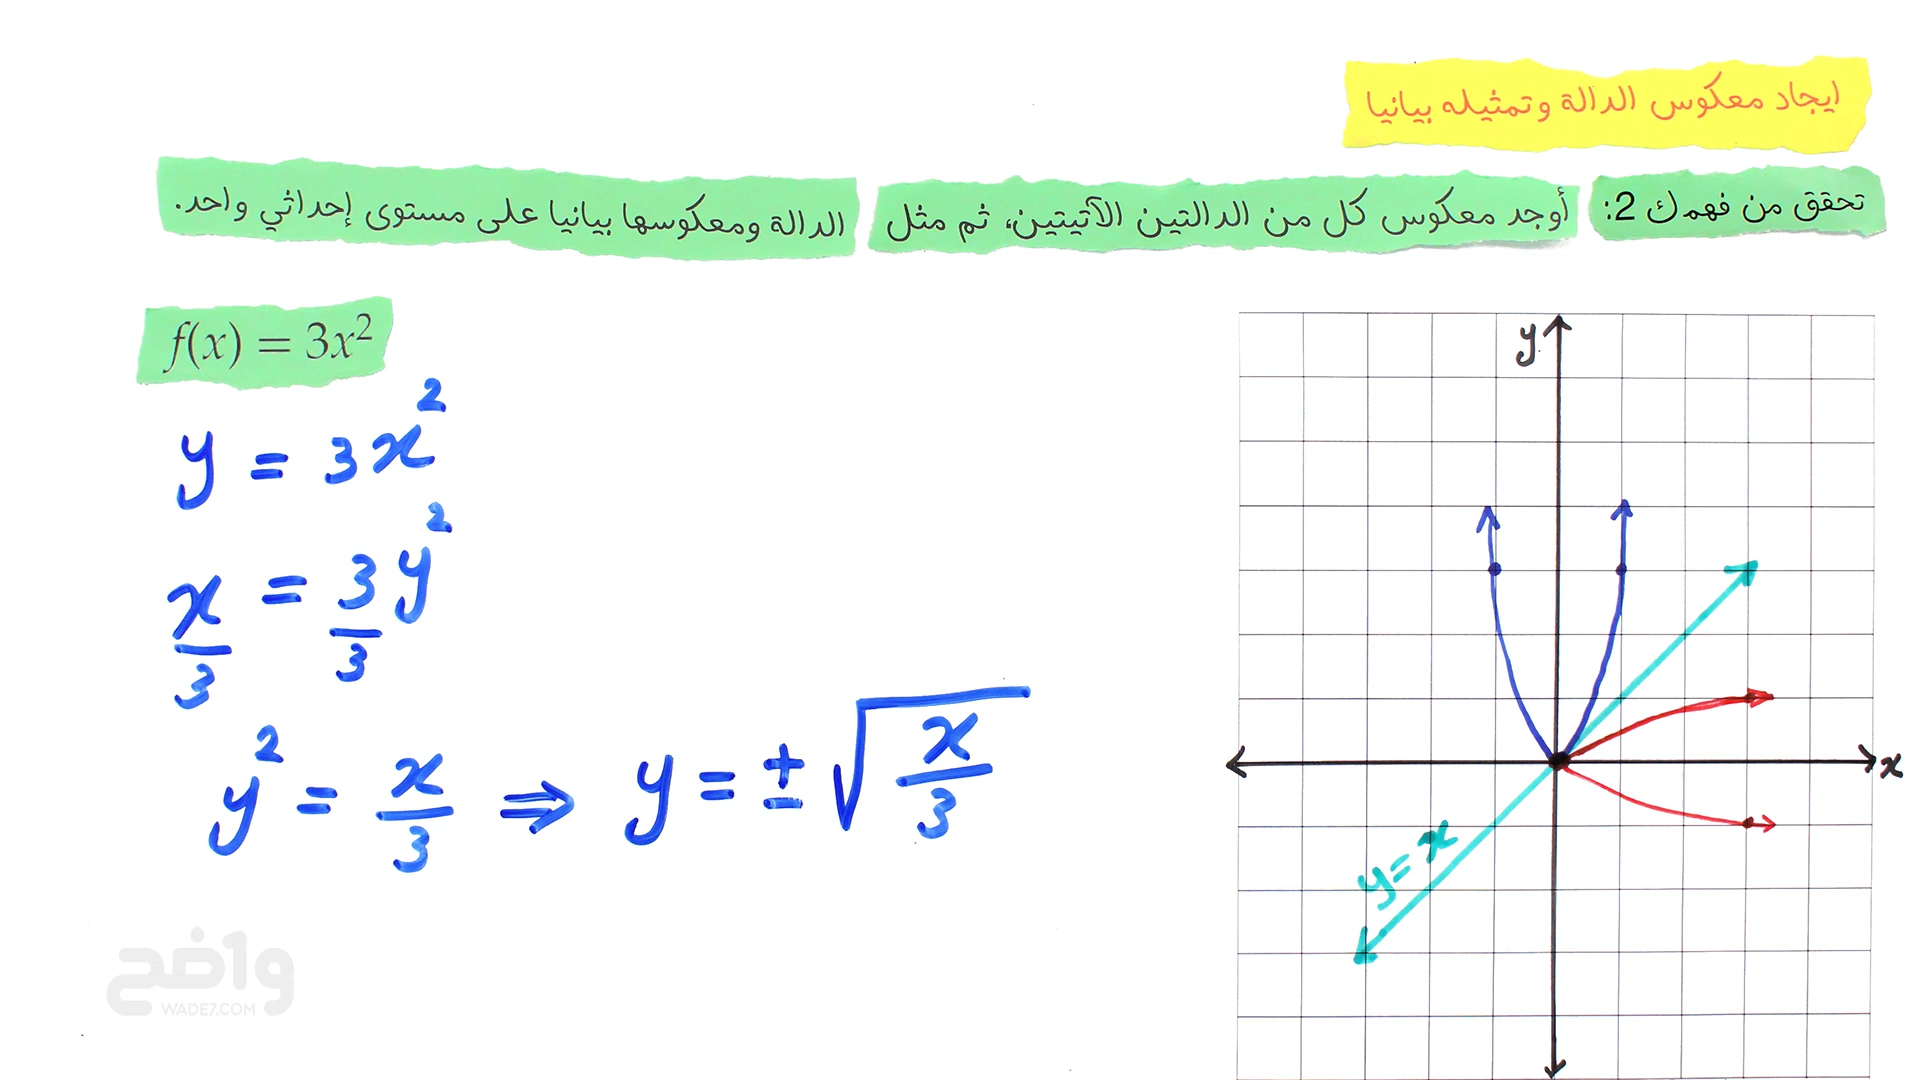 ايجاد معكوس الدالة وتمثيله بيانيا
تحقق من فهمك 2: أوجد معكوس كل من الدالتين الآتيتين، ثم مثل الدالة ومعكوسها بيانيا على مستوى إحداثي واحد.
f(x) = 3x²
y = 3x²
x/3 = 3y²/3
y² = x/3 ⇒ y = ±√(x/3)
y
x
y = x
واضح
WADE7.COM